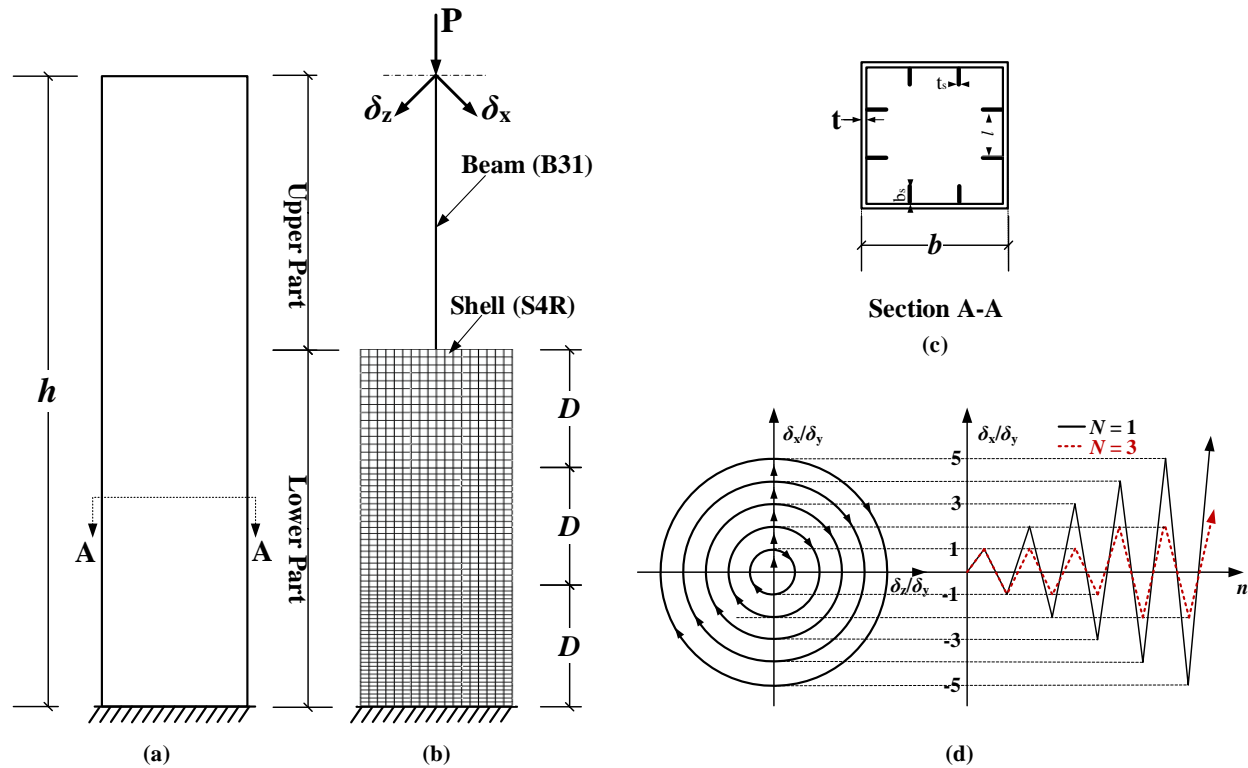 h
A
A
(a)
Upper Part
Lower Part
P
δz
δx
Beam (B31)
Shell (S4R)
D
D
D
(b)
t
ts
l
bs
b
Section A-A
(c)
δx/δy
δz/δy
δx/δy
N = 1
N = 3
5
3
1
-1
-3
-5
n
(d)